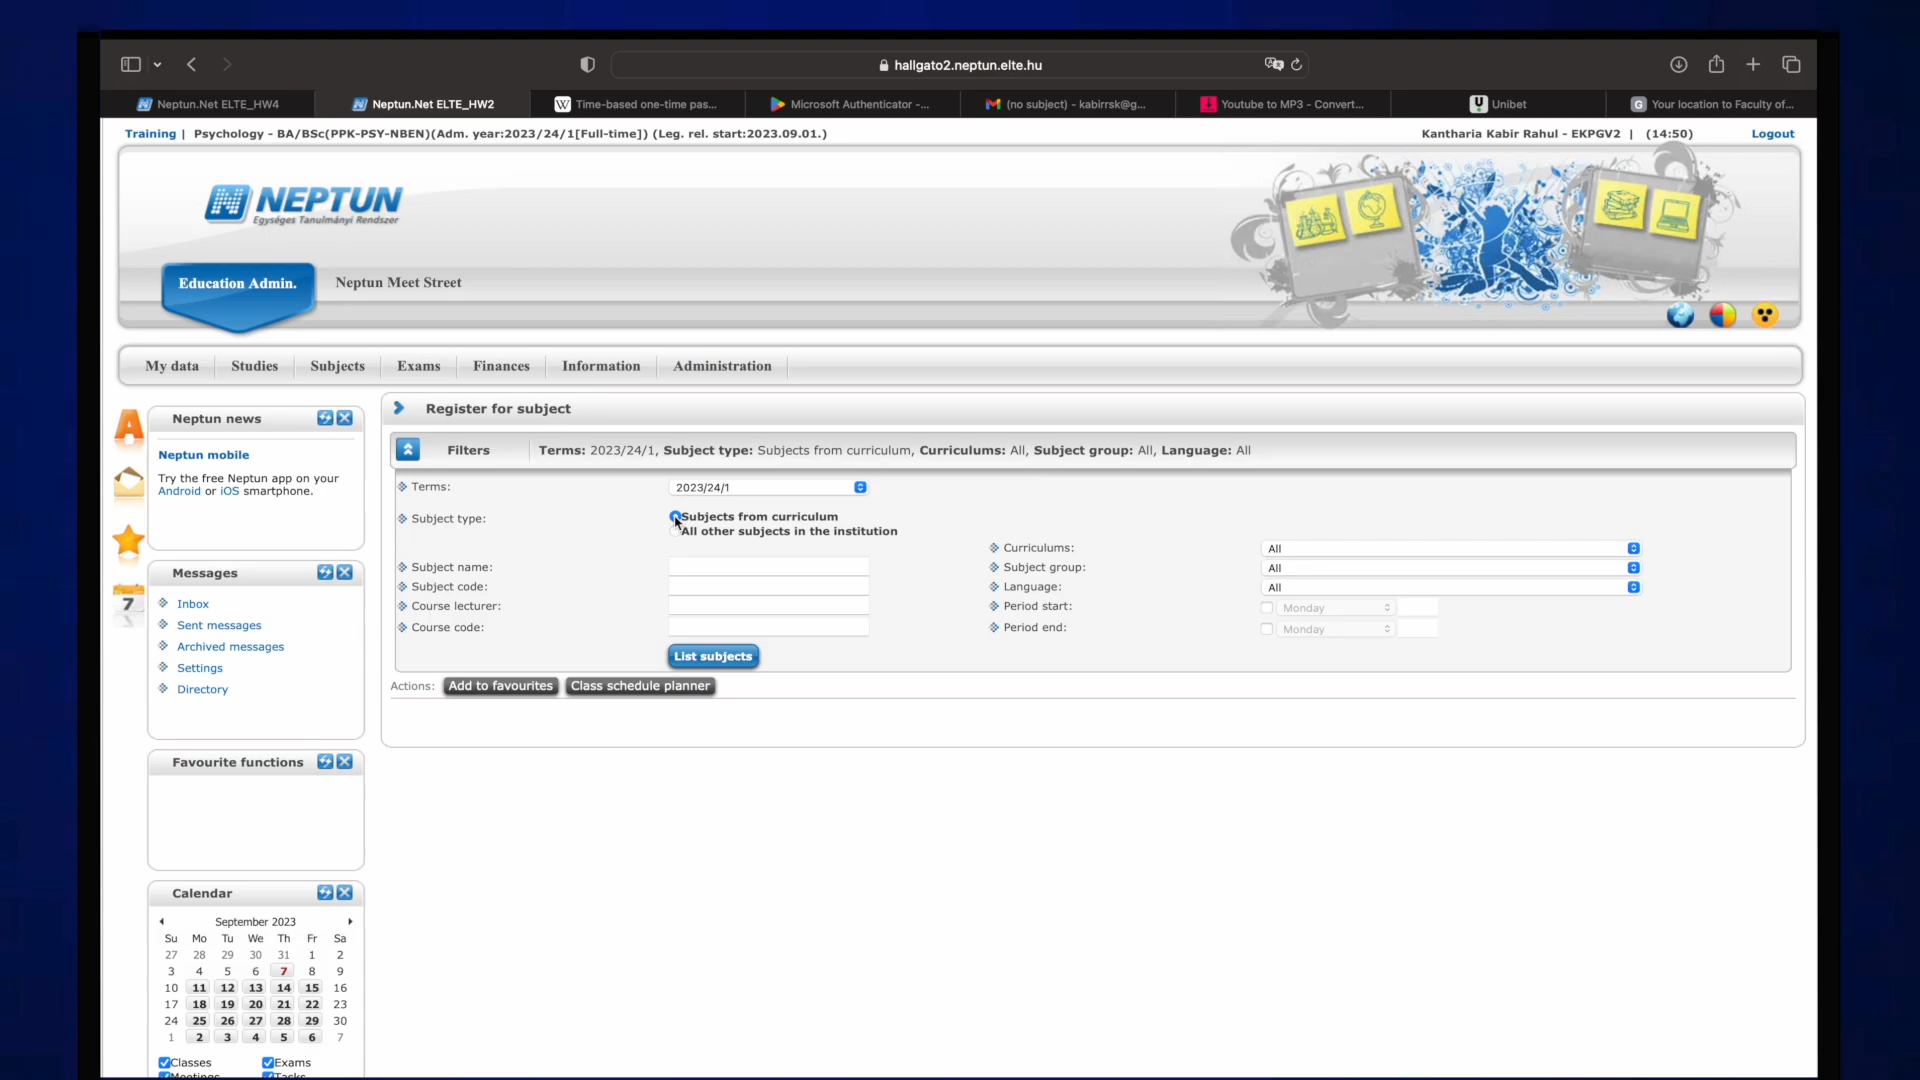 hallgato2.neptun.elte.hu
Neptun.Net ELTE_HW4
Neptun.Net ELTE_HW2
W Time-based one-time pas...
Microsoft Authenticator -...
(no subject) - kabirrsk@g...
Youtube to MP3 - Convert...
U Unibet
G Your location to Faculty of...
Training | Psychology - BA/BSc(PPK-PSY-NBEN)(Adm. year:2023/24/1[Full-time]) (Leg. rel. start:2023.09.01.)
Kantharia Kabir Rahul - EKPGV2 | (14:50) Logout
NEPTUN
Egységes Tanulmányi Rendszer
Education Admin.
Neptun Meet Street
My data Studies Subjects Exams Finances Information Administration
A
7
Neptun news
Neptun mobile
Try the free Neptun app on your
Android or iOS smartphone.
Messages
Inbox
Sent messages
Archived messages
Settings
Directory
Favourite functions
Calendar
September 2023
Su Mo Tu We Th Fr Sa
27 28 29 30 31 1 2
3 4 5 6 7 8 9
10 11 12 13 14 15 16
17 18 19 20 21 22 23
24 25 26 27 28 29 30
1 2 3 4 5 6 7
Classes Exams
Meetings Tasks
Register for subject
Filters Terms: 2023/24/1, Subject type: Subjects from curriculum, Curriculums: All, Subject group: All, Language: All
Terms: 2023/24/1
Subject type: Subjects from curriculum
All other subjects in the institution
Curriculums: All
Subject name: Subject group: All
Subject code: Language: All
Course lecturer: Period start: Monday
Course code: Period end: Monday
List subjects
Actions: Add to favourites Class schedule planner